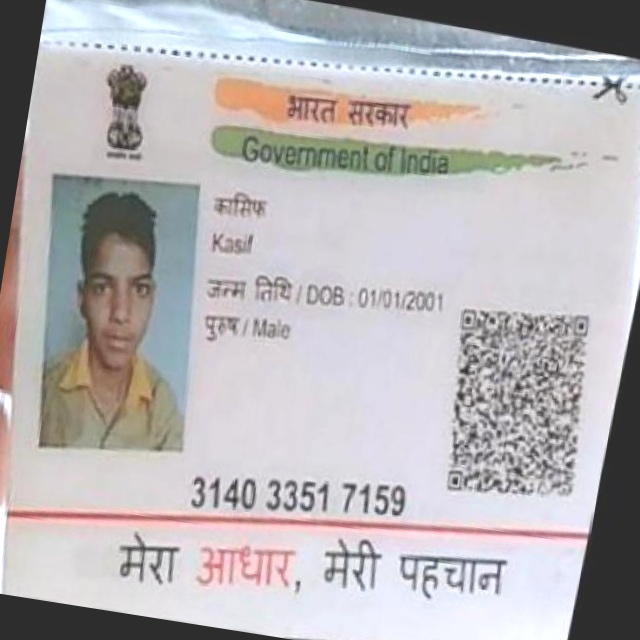 भारत सरकार
Government of India
कासिफ
Kasif
जन्म तिथि / DOB : 01/01/2001
पुरुष / Male
3140 3351 7159
मेरा आधार, मेरी पहचान